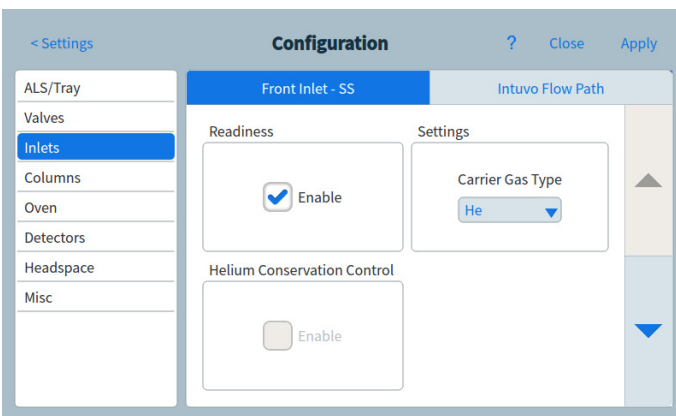 < Settings
Configuration
?
Close
Apply
ALS/Tray
Valves
Inlets
Columns
Oven
Detectors
Headspace
Misc
Front Inlet - SS
Intuvo Flow Path
Readiness
Enable
Settings
Carrier Gas Type
He
Helium Conservation Control
Enable